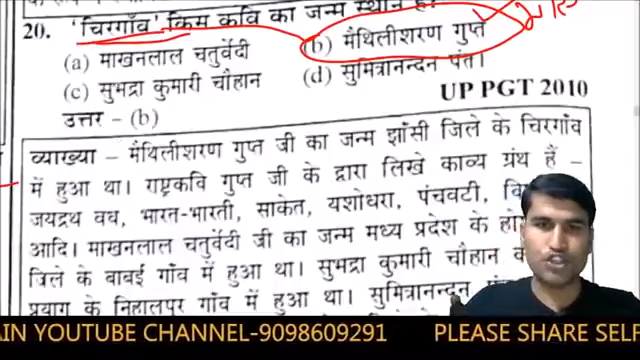 20. 'चिरगाँव' किस कवि का जन्म स्थान है?
(a) माखनलाल चतुर्वेदी (b) मैथिलीशरण गुप्त
(c) सुभद्रा कुमारी चौहान (d) सुमित्रानन्दन पंत।
उत्तर – (b) UP PGT 2010
व्याख्या – मैथिलीशरण गुप्त जी का जन्म झाँसी जिले के चिरगाँव
में हुआ था। राष्ट्रकवि गुप्त जी के द्वारा लिखे काव्य ग्रंथ हैं –
जयद्रथ वध, भारत-भारती, साकेत, यशोधरा, पंचवटी,
आदि। माखनलाल चतुर्वेदी जी का जन्म मध्य प्रदेश के
जिले के बाबई गाँव में हुआ था। सुभद्रा कुमारी चौहान
प्रयाग के निहालपुर गाँव में हुआ था। सुमित्रानन्दन
AIN YOUTUBE CHANNEL-9098609291 PLEASE SHARE SELF